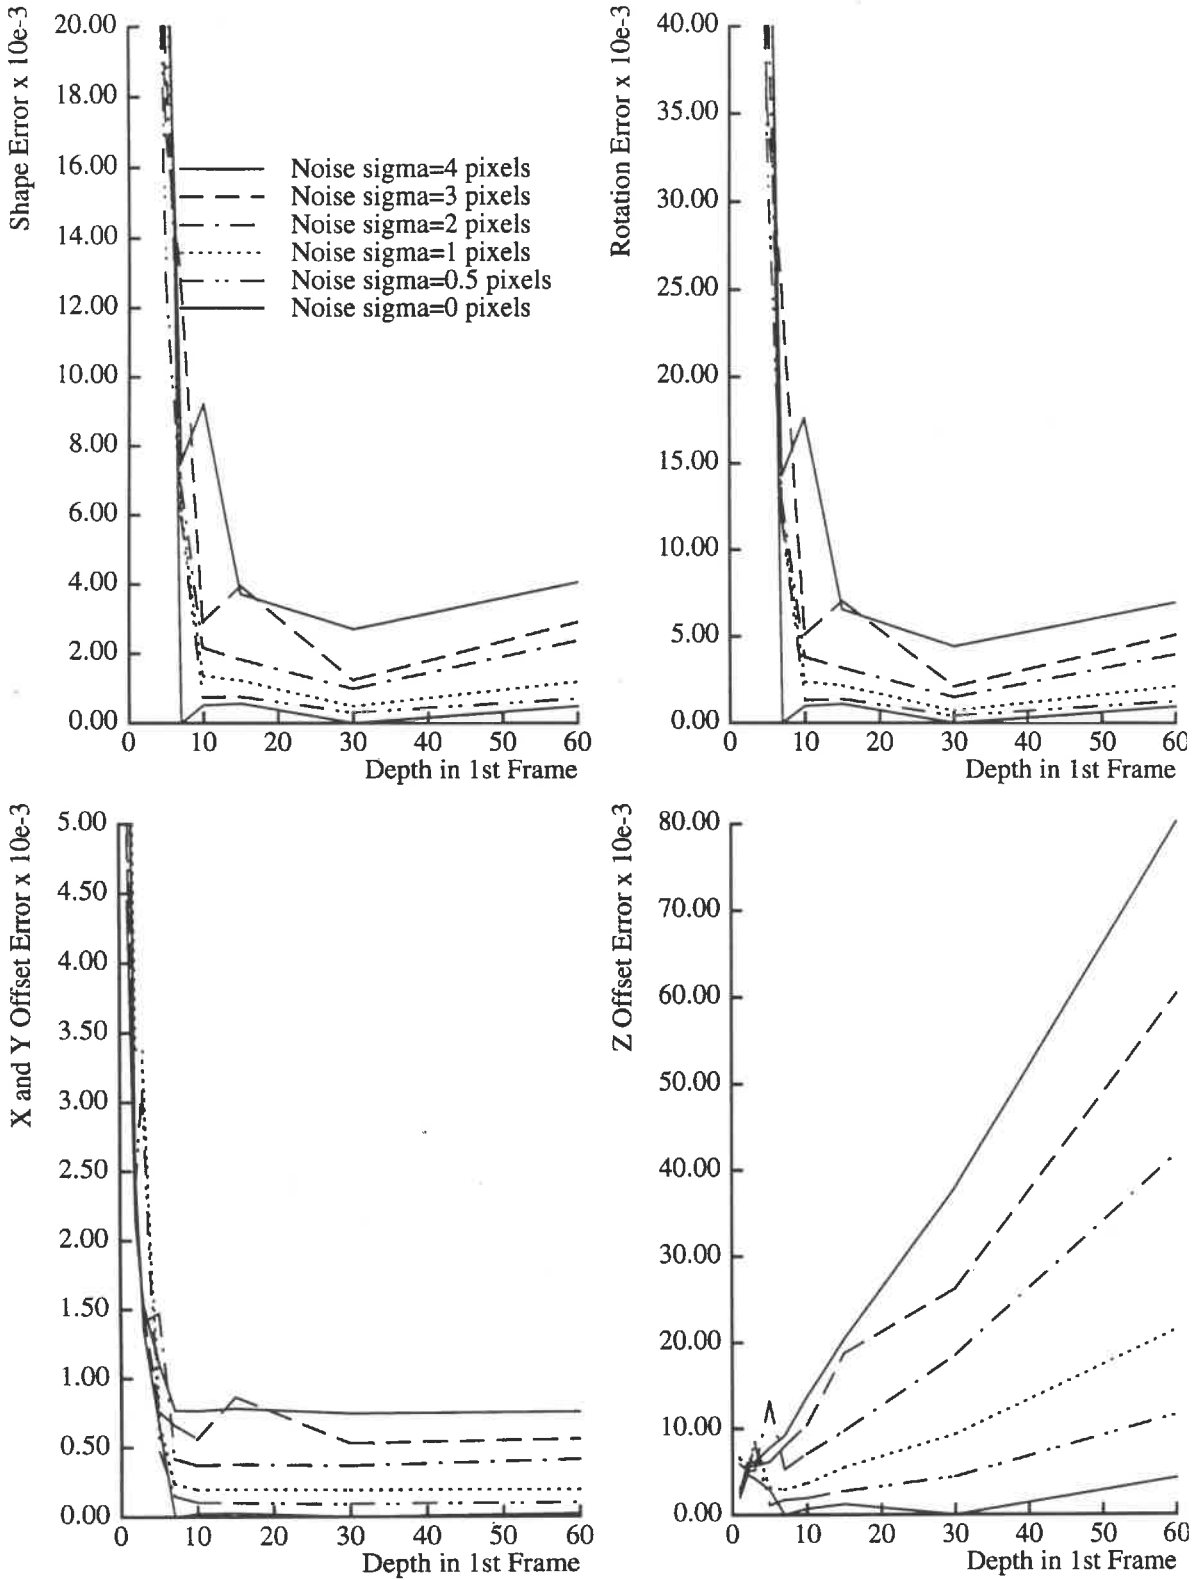 Shape Error x 10e-3
20.00
18.00
16.00
14.00
12.00
10.00
8.00
6.00
4.00
2.00
0.00
Noise sigma=4 pixels
Noise sigma=3 pixels
Noise sigma=2 pixels
Noise sigma=1 pixels
Noise sigma=0.5 pixels
Noise sigma=0 pixels
0 10 20 30 40 50 60
Depth in 1st Frame
Rotation Error x 10e-3
40.00
35.00
30.00
25.00
20.00
15.00
10.00
5.00
0.00
0 10 20 30 40 50 60
Depth in 1st Frame
X and Y Offset Error x 10e-3
5.00
4.50
4.00
3.50
3.00
2.50
2.00
1.50
1.00
0.50
0.00
0 10 20 30 40 50 60
Depth in 1st Frame
Z Offset Error x 10e-3
80.00
70.00
60.00
50.00
40.00
30.00
20.00
10.00
0.00
0 10 20 30 40 50 60
Depth in 1st Frame